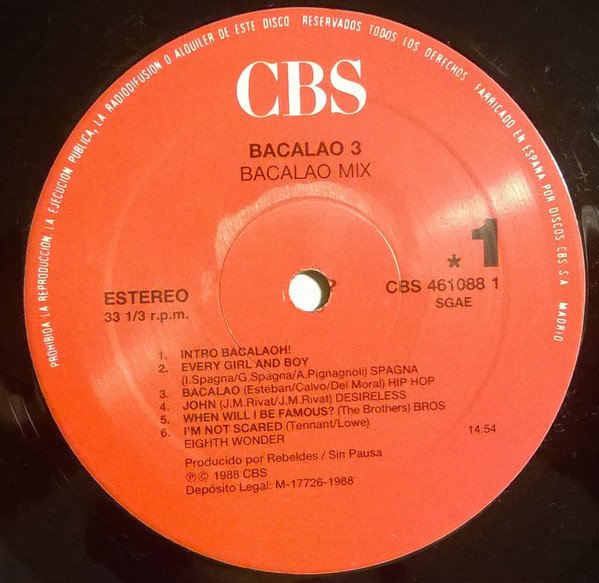 PROHIBIDA LA REPRODUCCION, LA EJECUCION PUBLICA, LA RADIODIFUSION O ALQUILER DE ESTE DISCO RESERVADOS TODOS LOS DERECHOS. FABRICADO EN ESPAÑA POR DISCOS CBS S.A. MADRID
CBS
BACALAO 3
BACALAO MIX
* 1
ESTEREO
33 1/3 r.p.m.
CBS 461088 1
SGAE
1. INTRO BACALAOH!
2. EVERY GIRL AND BOY
(I.Spagna/G.Spagna/A.Pignagnoli) SPAGNA
3. BACALAO (Esteban/Calvo/Del Moral) HIP HOP
4. JOHN (J.M.Rivat/J.M.Rivat) DESIRELESS
5. WHEN WILL I BE FAMOUS? (The Brothers) BROS
6. I'M NOT SCARED (Tennant/Lowe)
EIGHTH WONDER
14:54
Producido por Rebeldes / Sin Pausa
Ⓟ © 1988 CBS
Depósito Legal: M-17726-1988